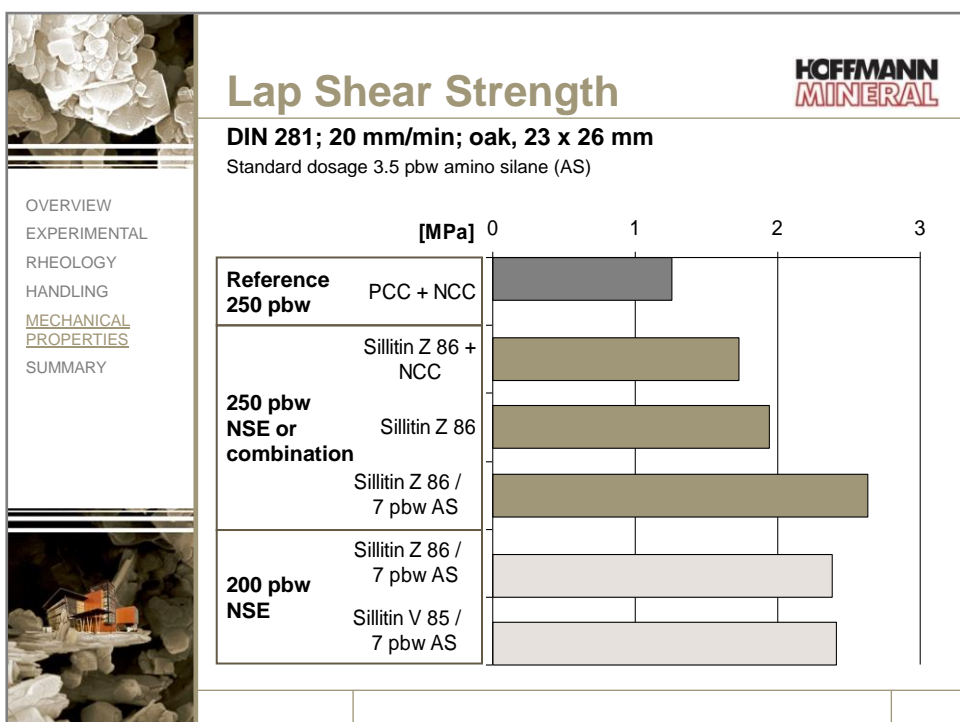 HOFFMANN
MINERAL
Lap Shear Strength
DIN 281; 20 mm/min; oak, 23 x 26 mm
Standard dosage 3.5 pbw amino silane (AS)
OVERVIEW
EXPERIMENTAL
RHEOLOGY
HANDLING
MECHANICAL
PROPERTIES
SUMMARY
[MPa] 0 1 2 3
Reference
250 pbw
PCC + NCC
250 pbw
NSE or
combination
Sillitin Z 86 +
NCC
Sillitin Z 86
Sillitin Z 86 /
7 pbw AS
200 pbw
NSE
Sillitin Z 86 /
7 pbw AS
Sillitin V 85 /
7 pbw AS